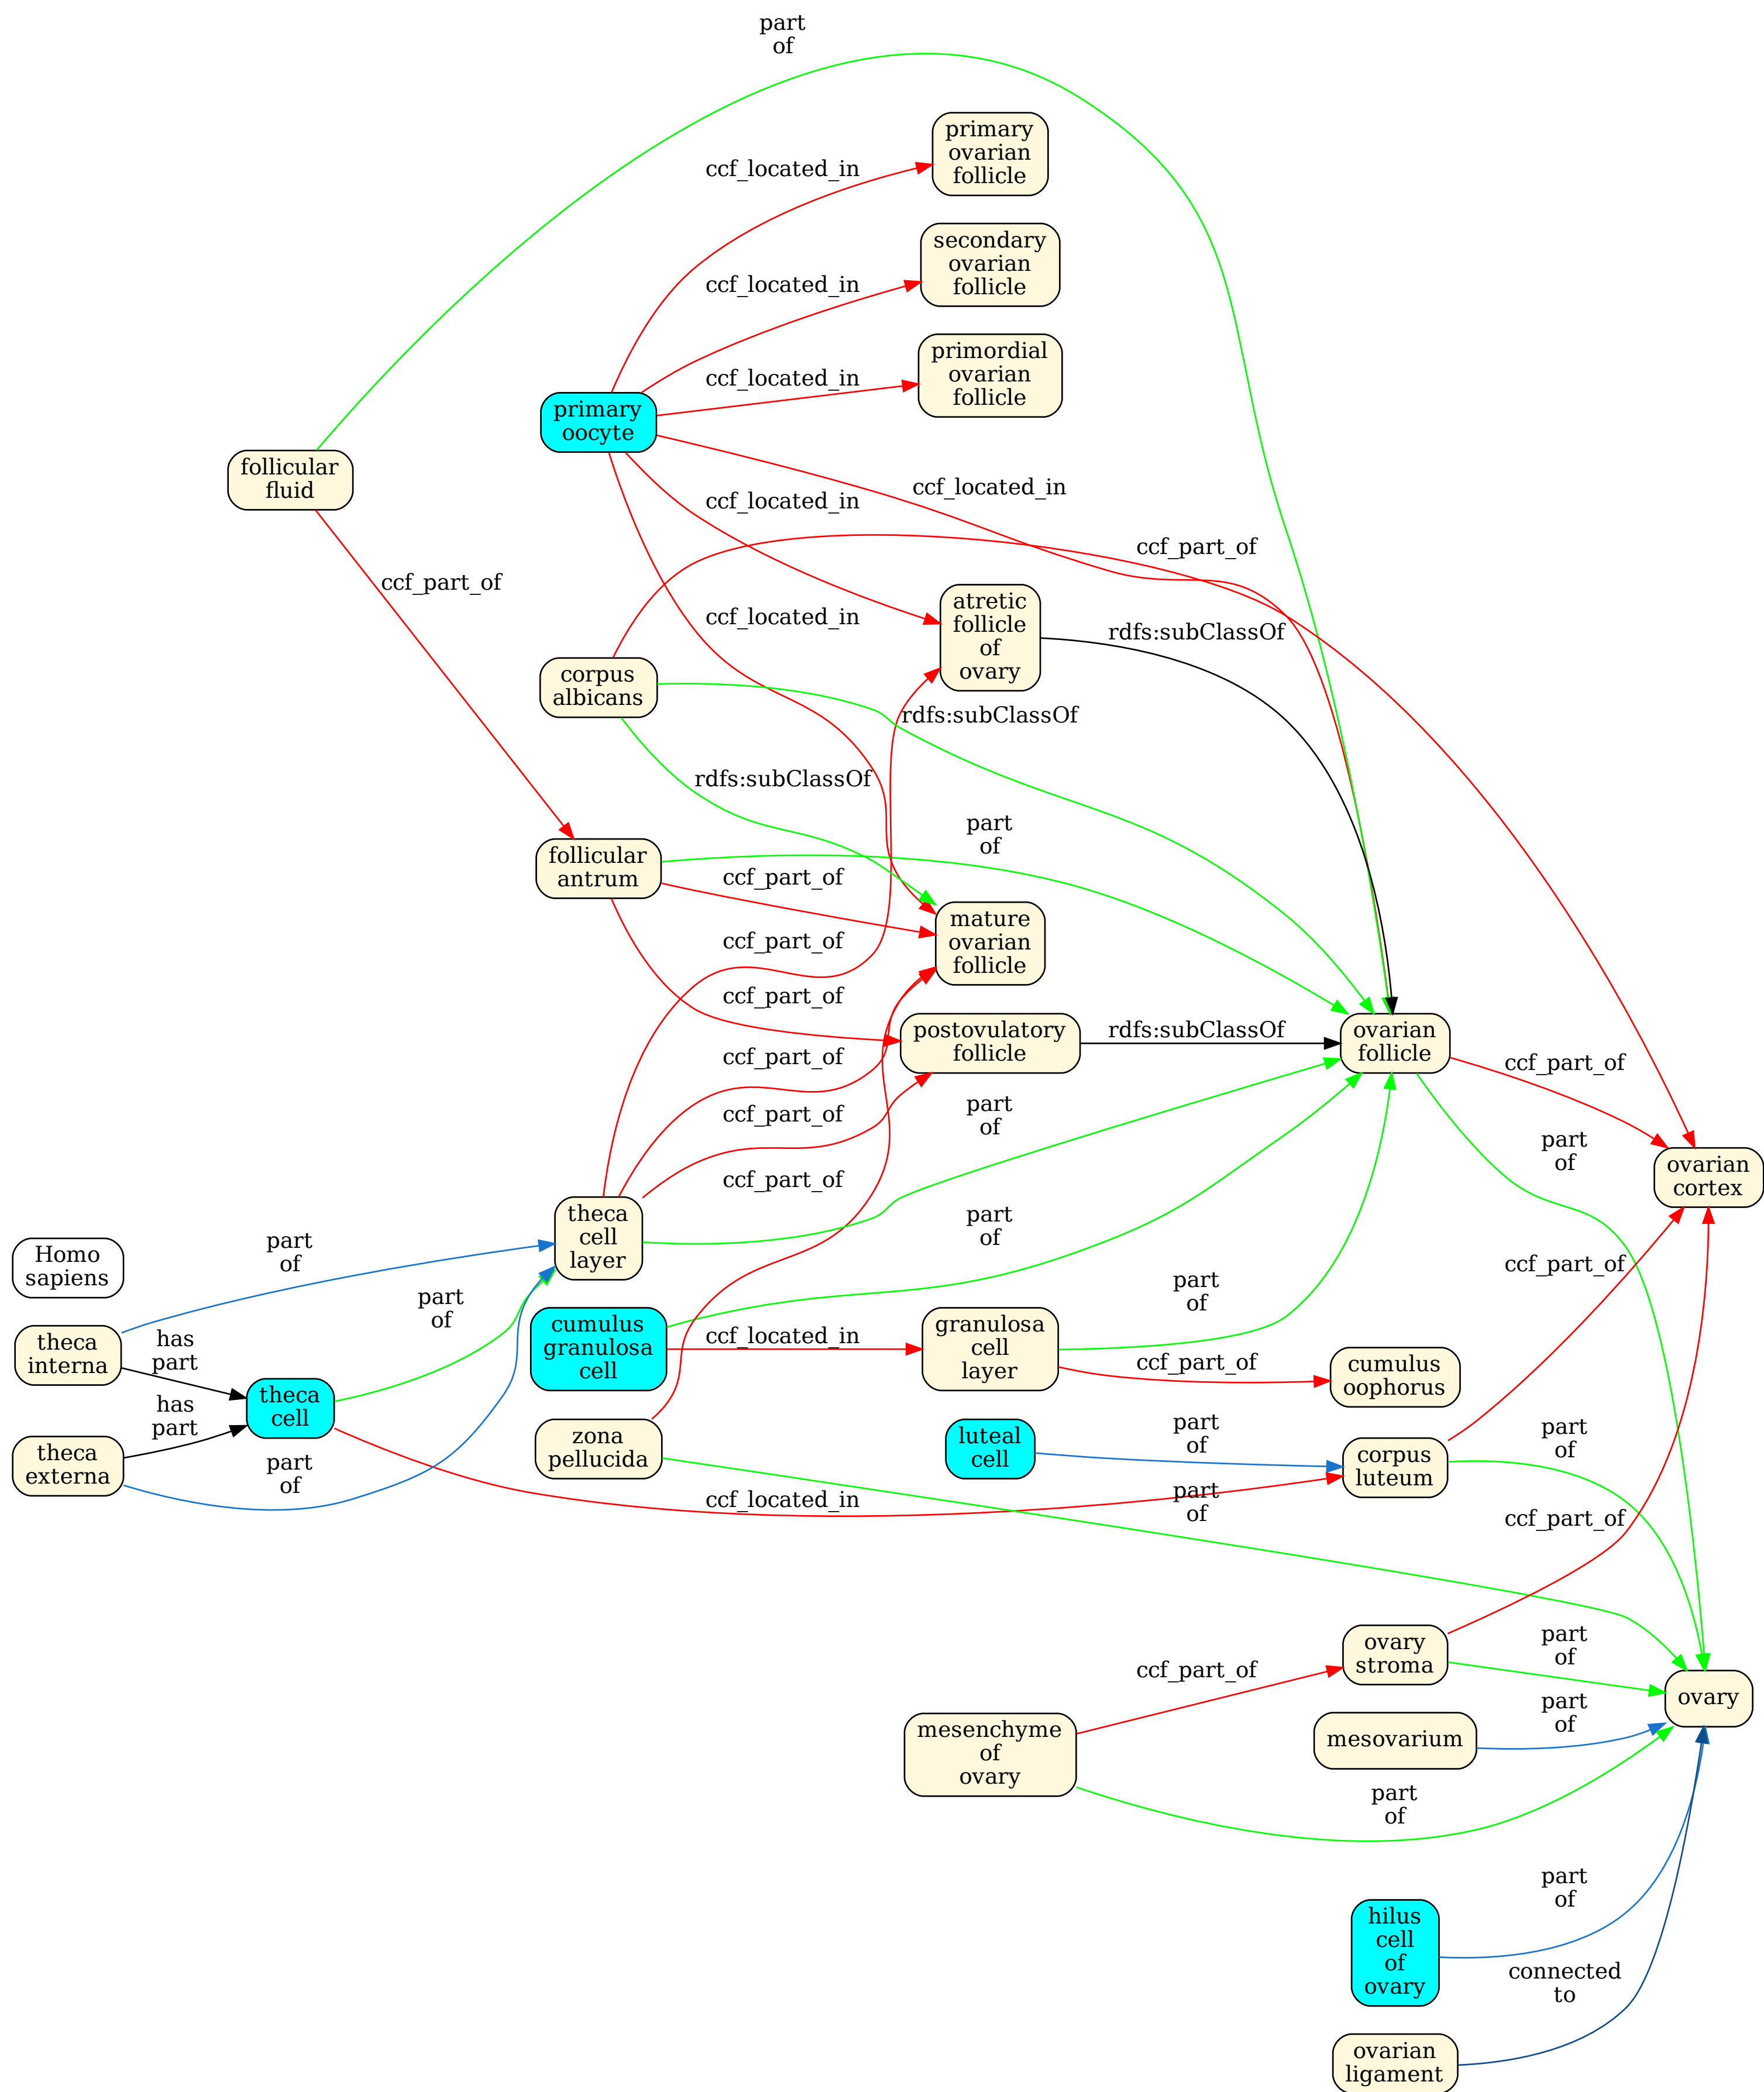 part
of
primary
ovarian
follicle
ccf_located_in
secondary
ovarian
follicle
ccf_located_in
primordial
ovarian
follicle
ccf_located_in
primary
oocyte
follicular
fluid
ccf_located_in
ccf_located_in
ccf_part_of
ccf_part_of
atretic
follicle
of
ovary
ccf_located_in
rdfs:subClassOf
corpus
albicans
rdfs:subClassOf
rdfs:subClassOf
part
of
follicular
antrum
ccf_part_of
mature
ovarian
follicle
ccf_part_of
ccf_part_of
postovulatory
follicle
rdfs:subClassOf
ovarian
follicle
ccf_part_of
ccf_part_of
ccf_part_of
part
of
part
of
ovarian
cortex
ccf_part_of
theca
cell
layer
part
of
Homo
sapiens
part
of
part
of
part
of
ccf_part_of
theca
interna
has
part
cumulus
granulosa
cell
ccf_located_in
granulosa
cell
layer
ccf_part_of
cumulus
oophorus
theca
cell
has
part
theca
externa
part
of
zona
pellucida
luteal
cell
part
of
corpus
luteum
part
of
ccf_located_in
part
of
ccf_part_of
ovary
stroma
part
of
ccf_part_of
ovary
mesenchyme
of
ovary
mesovarium
part
of
part
of
hilus
cell
of
ovary
part
of
connected
to
ovarian
ligament